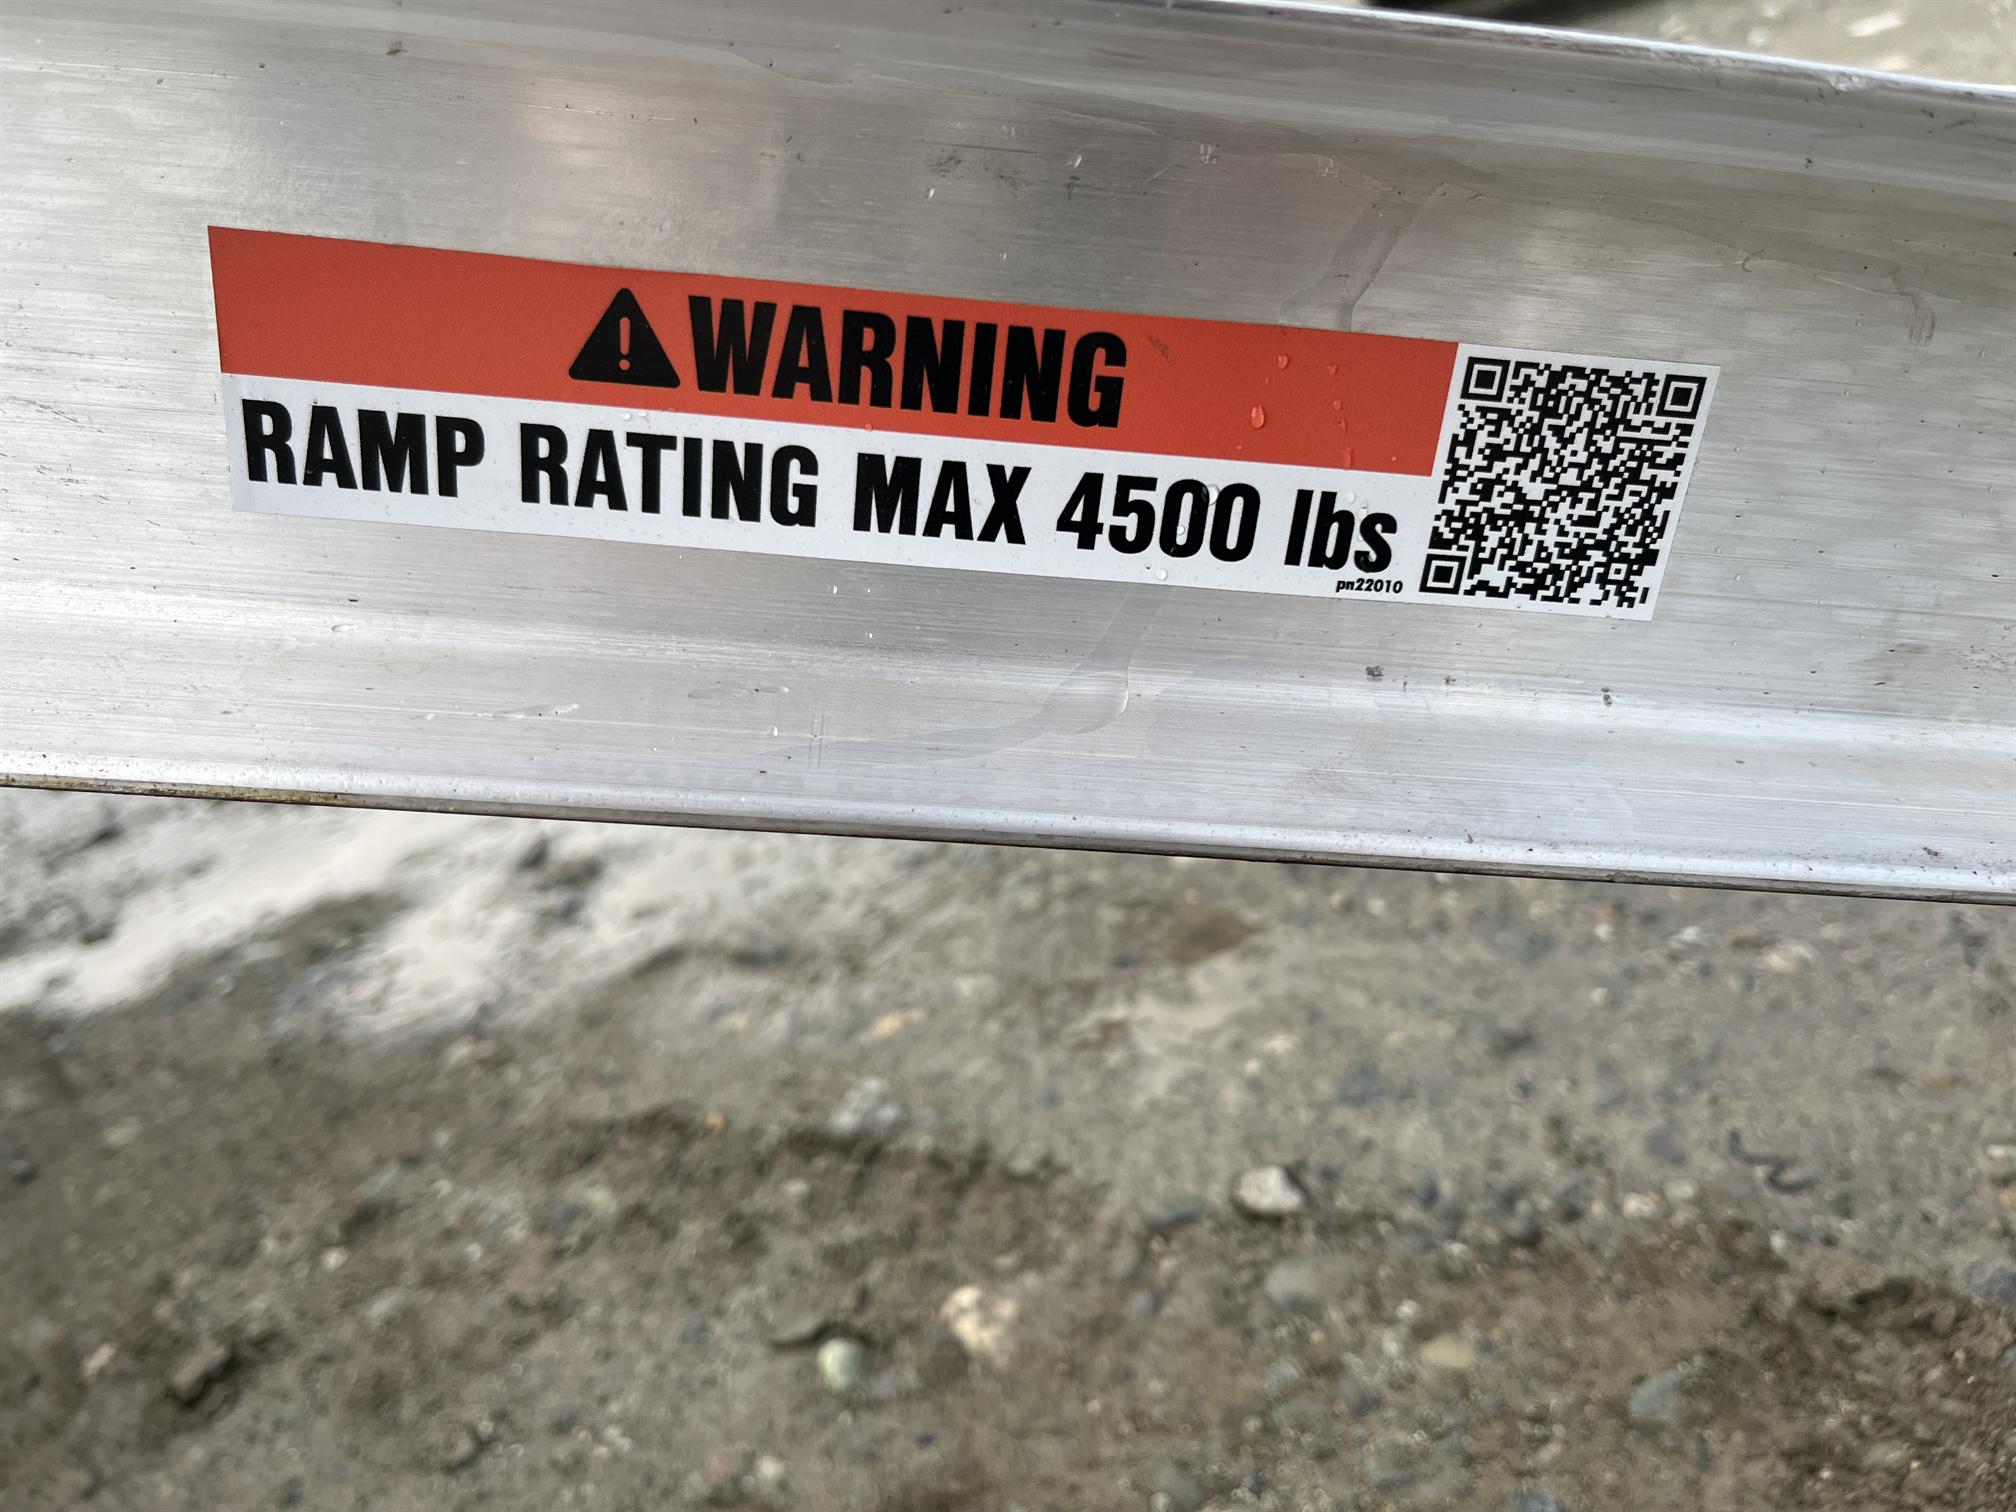 WARNING
RAMP RATING MAX 4500 lbs
pn22010